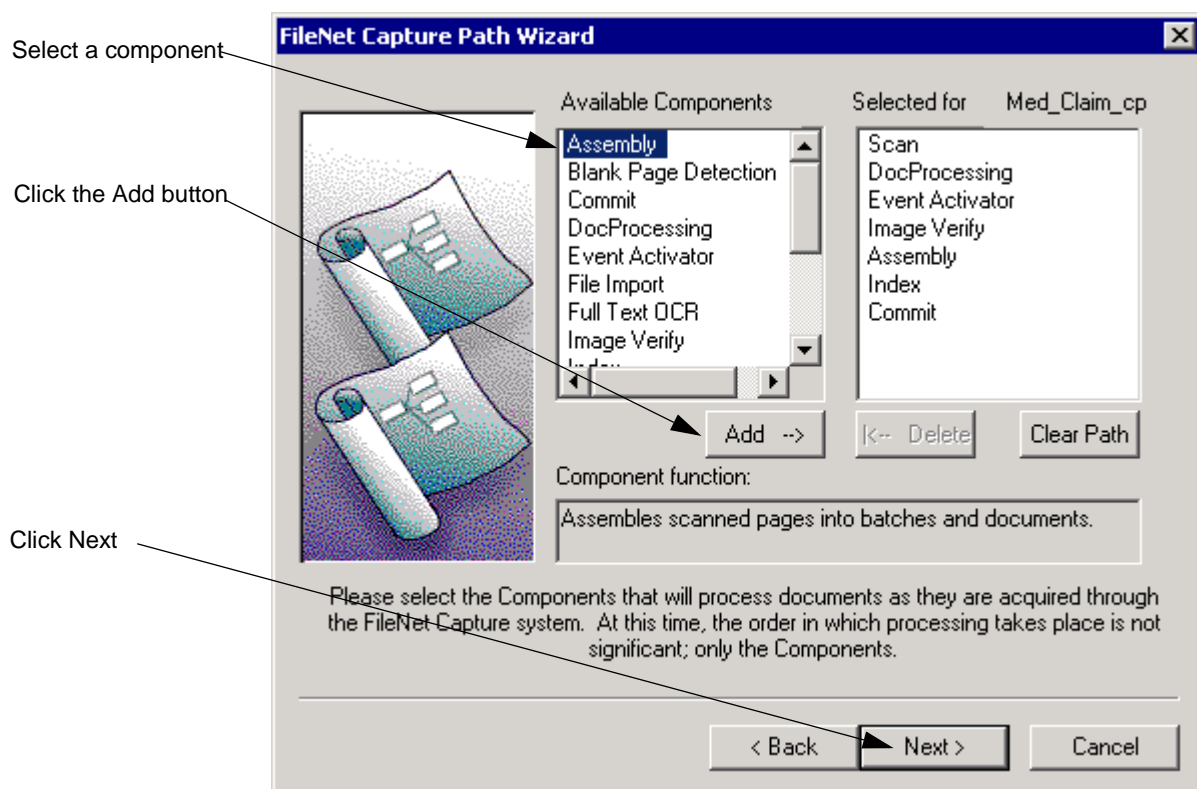 FileNet Capture Path Wizard
Select a component
Available Components
Selected for Med_Claim_cp
Assembly
Blank Page Detection
Commit
DocProcessing
Event Activator
File Import
Full Text OCR
Image Verify
Index
Scan
DocProcessing
Event Activator
Image Verify
Assembly
Index
Commit
Click the Add button
Add -->
|<-- Delete
Clear Path
Component function:
Assembles scanned pages into batches and documents.
Click Next
Please select the Components that will process documents as they are acquired through
the FileNet Capture system. At this time, the order in which processing takes place is not
significant; only the Components.
< Back
Next >
Cancel